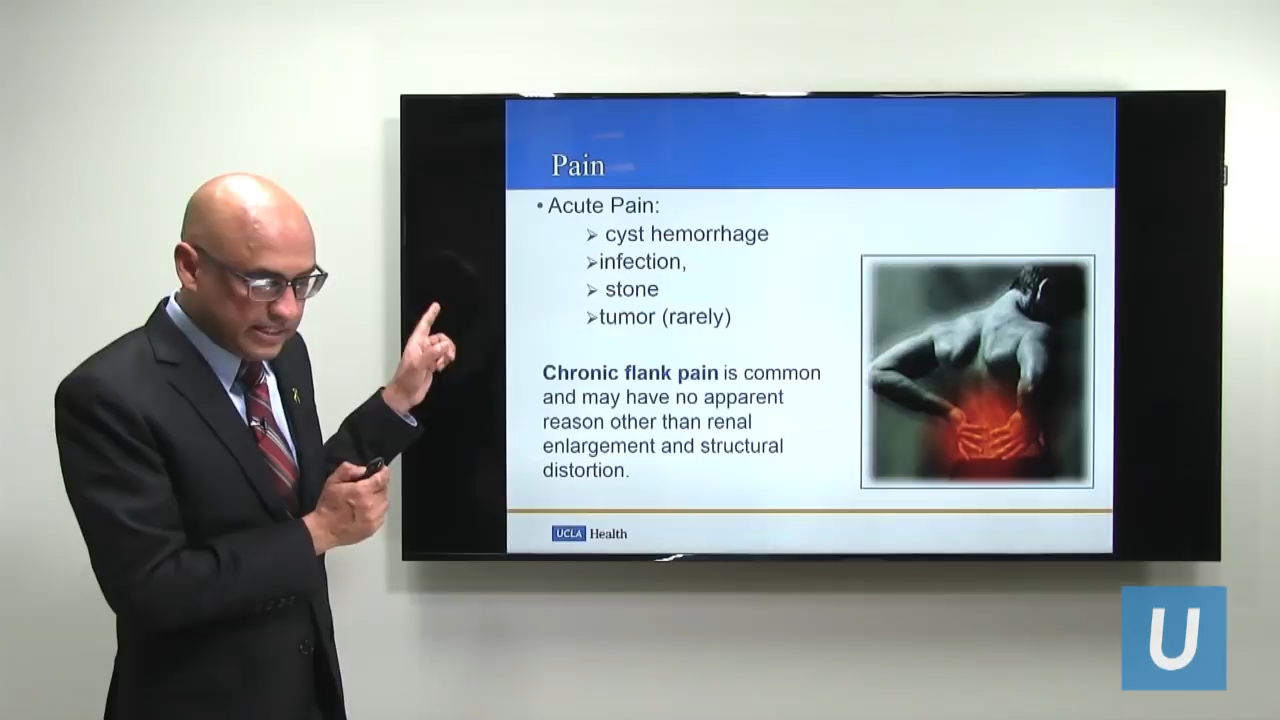 Pain
• Acute Pain:
➢ cyst hemorrhage
➢infection,
➢ stone
➢tumor (rarely)
Chronic flank pain is common
and may have no apparent
reason other than renal
enlargement and structural
distortion.
UCLA Health
U